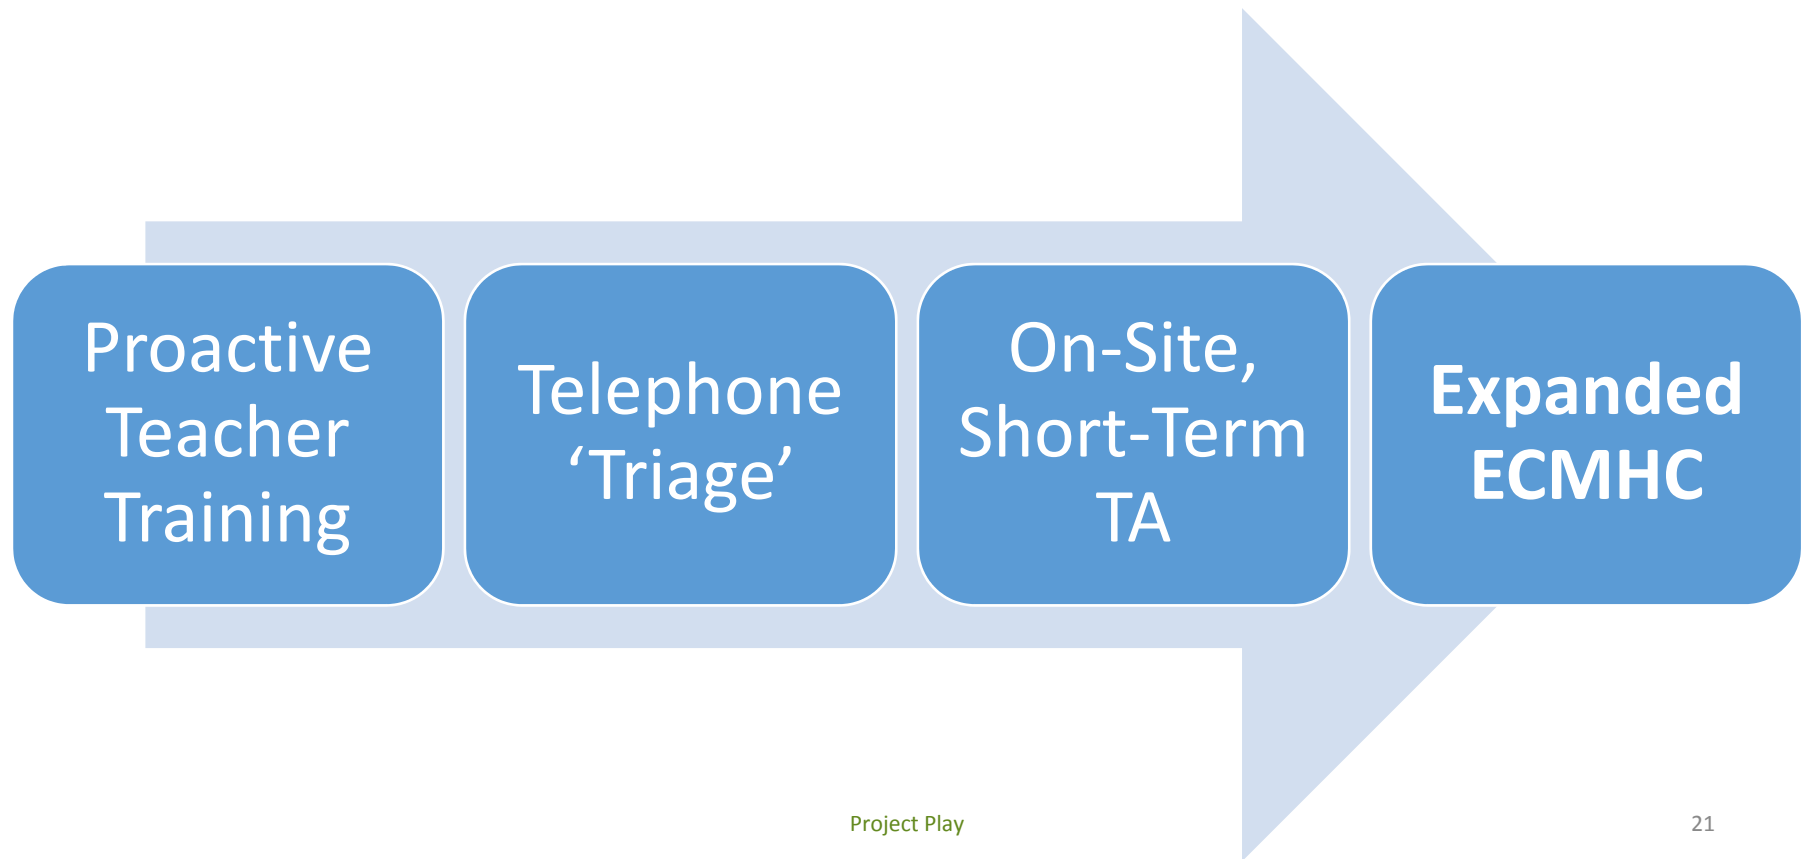 Proactive
Teacher
Training
Telephone
‘Triage’
On-Site,
Short-Term
TA
Expanded
ECMHC
Project Play
21